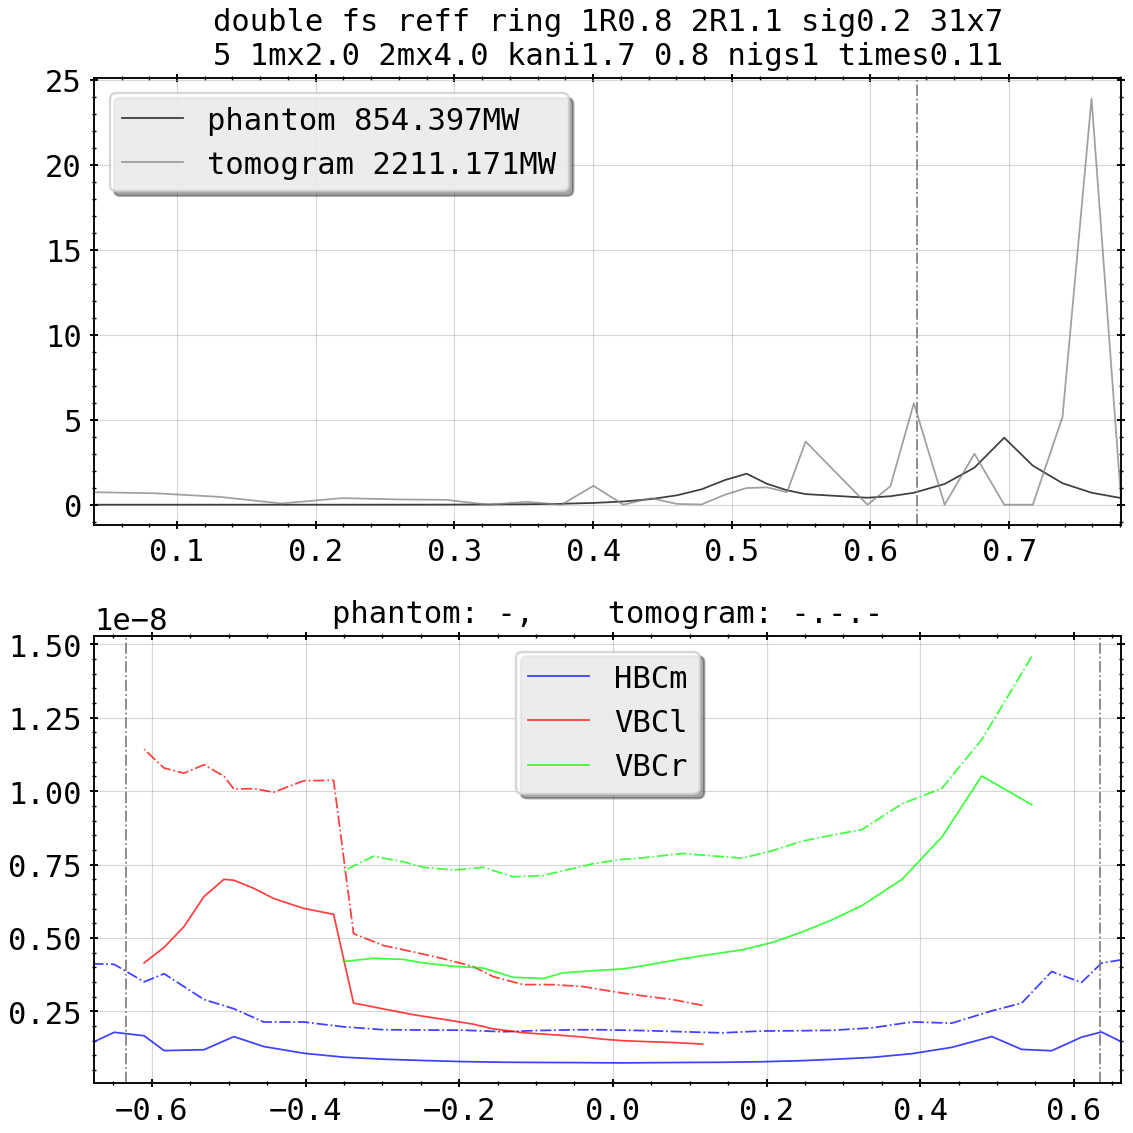 double fs reff ring 1R0.8 2R1.1 sig0.2 31x7
5 1mx2.0 2mx4.0 kani1.7 0.8 nigs1 times0.11
25
20
15
10
5
0
phantom 854.397MW
tomogram 2211.171MW
0.1 0.2 0.3 0.4 0.5 0.6 0.7
phantom: -, tomogram: -.-.-
1e−8
1.50
1.25
1.00
0.75
0.50
0.25
HBCm
VBCl
VBCr
−0.6 −0.4 −0.2 0.0 0.2 0.4 0.6